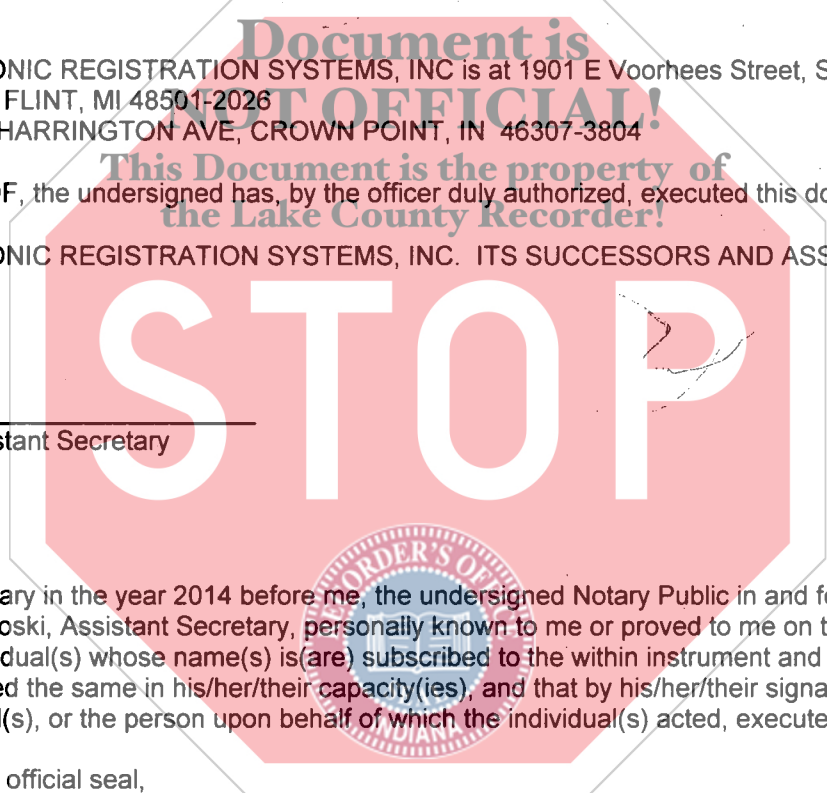 Document is
ONIC REGISTRATION SYSTEMS, INC is at 1901 E Voorhees Street, S
FLINT, MI 48501-2026
NOT OFFICIAL!
HARRINGTON AVE, CROWN POINT, IN 46307-3804
This Document is the property of
F, the undersigned has, by the officer duly authorized, executed this do
the Lake County Recorder!
ONIC REGISTRATION SYSTEMS, INC. ITS SUCCESSORS AND ASS
STOP
stant Secretary
RECORDER'S OFFICE
ary in the year 2014 before me, the undersigned Notary Public in and fo
oski, Assistant Secretary, personally known to me or proved to me on t
dual(s) whose name(s) is(are) subscribed to the within instrument and
ed the same in his/her/their capacity(ies), and that by his/her/their signa
l(s), or the person upon behalf of which the individual(s) acted, execute
INDIANA
official seal,